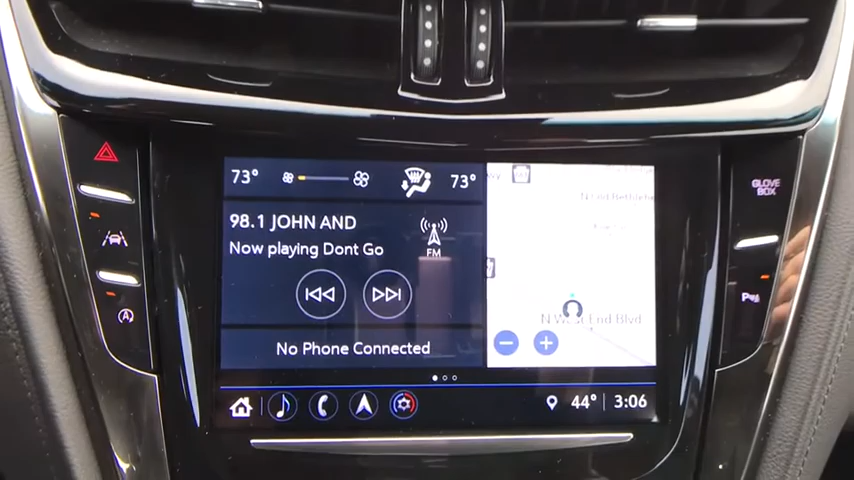 73°
73°
98.1 JOHN AND
Now playing Dont Go
FM
No Phone Connected
N West End Blvd
44°
3:06
GLOVE
BOX
A
P